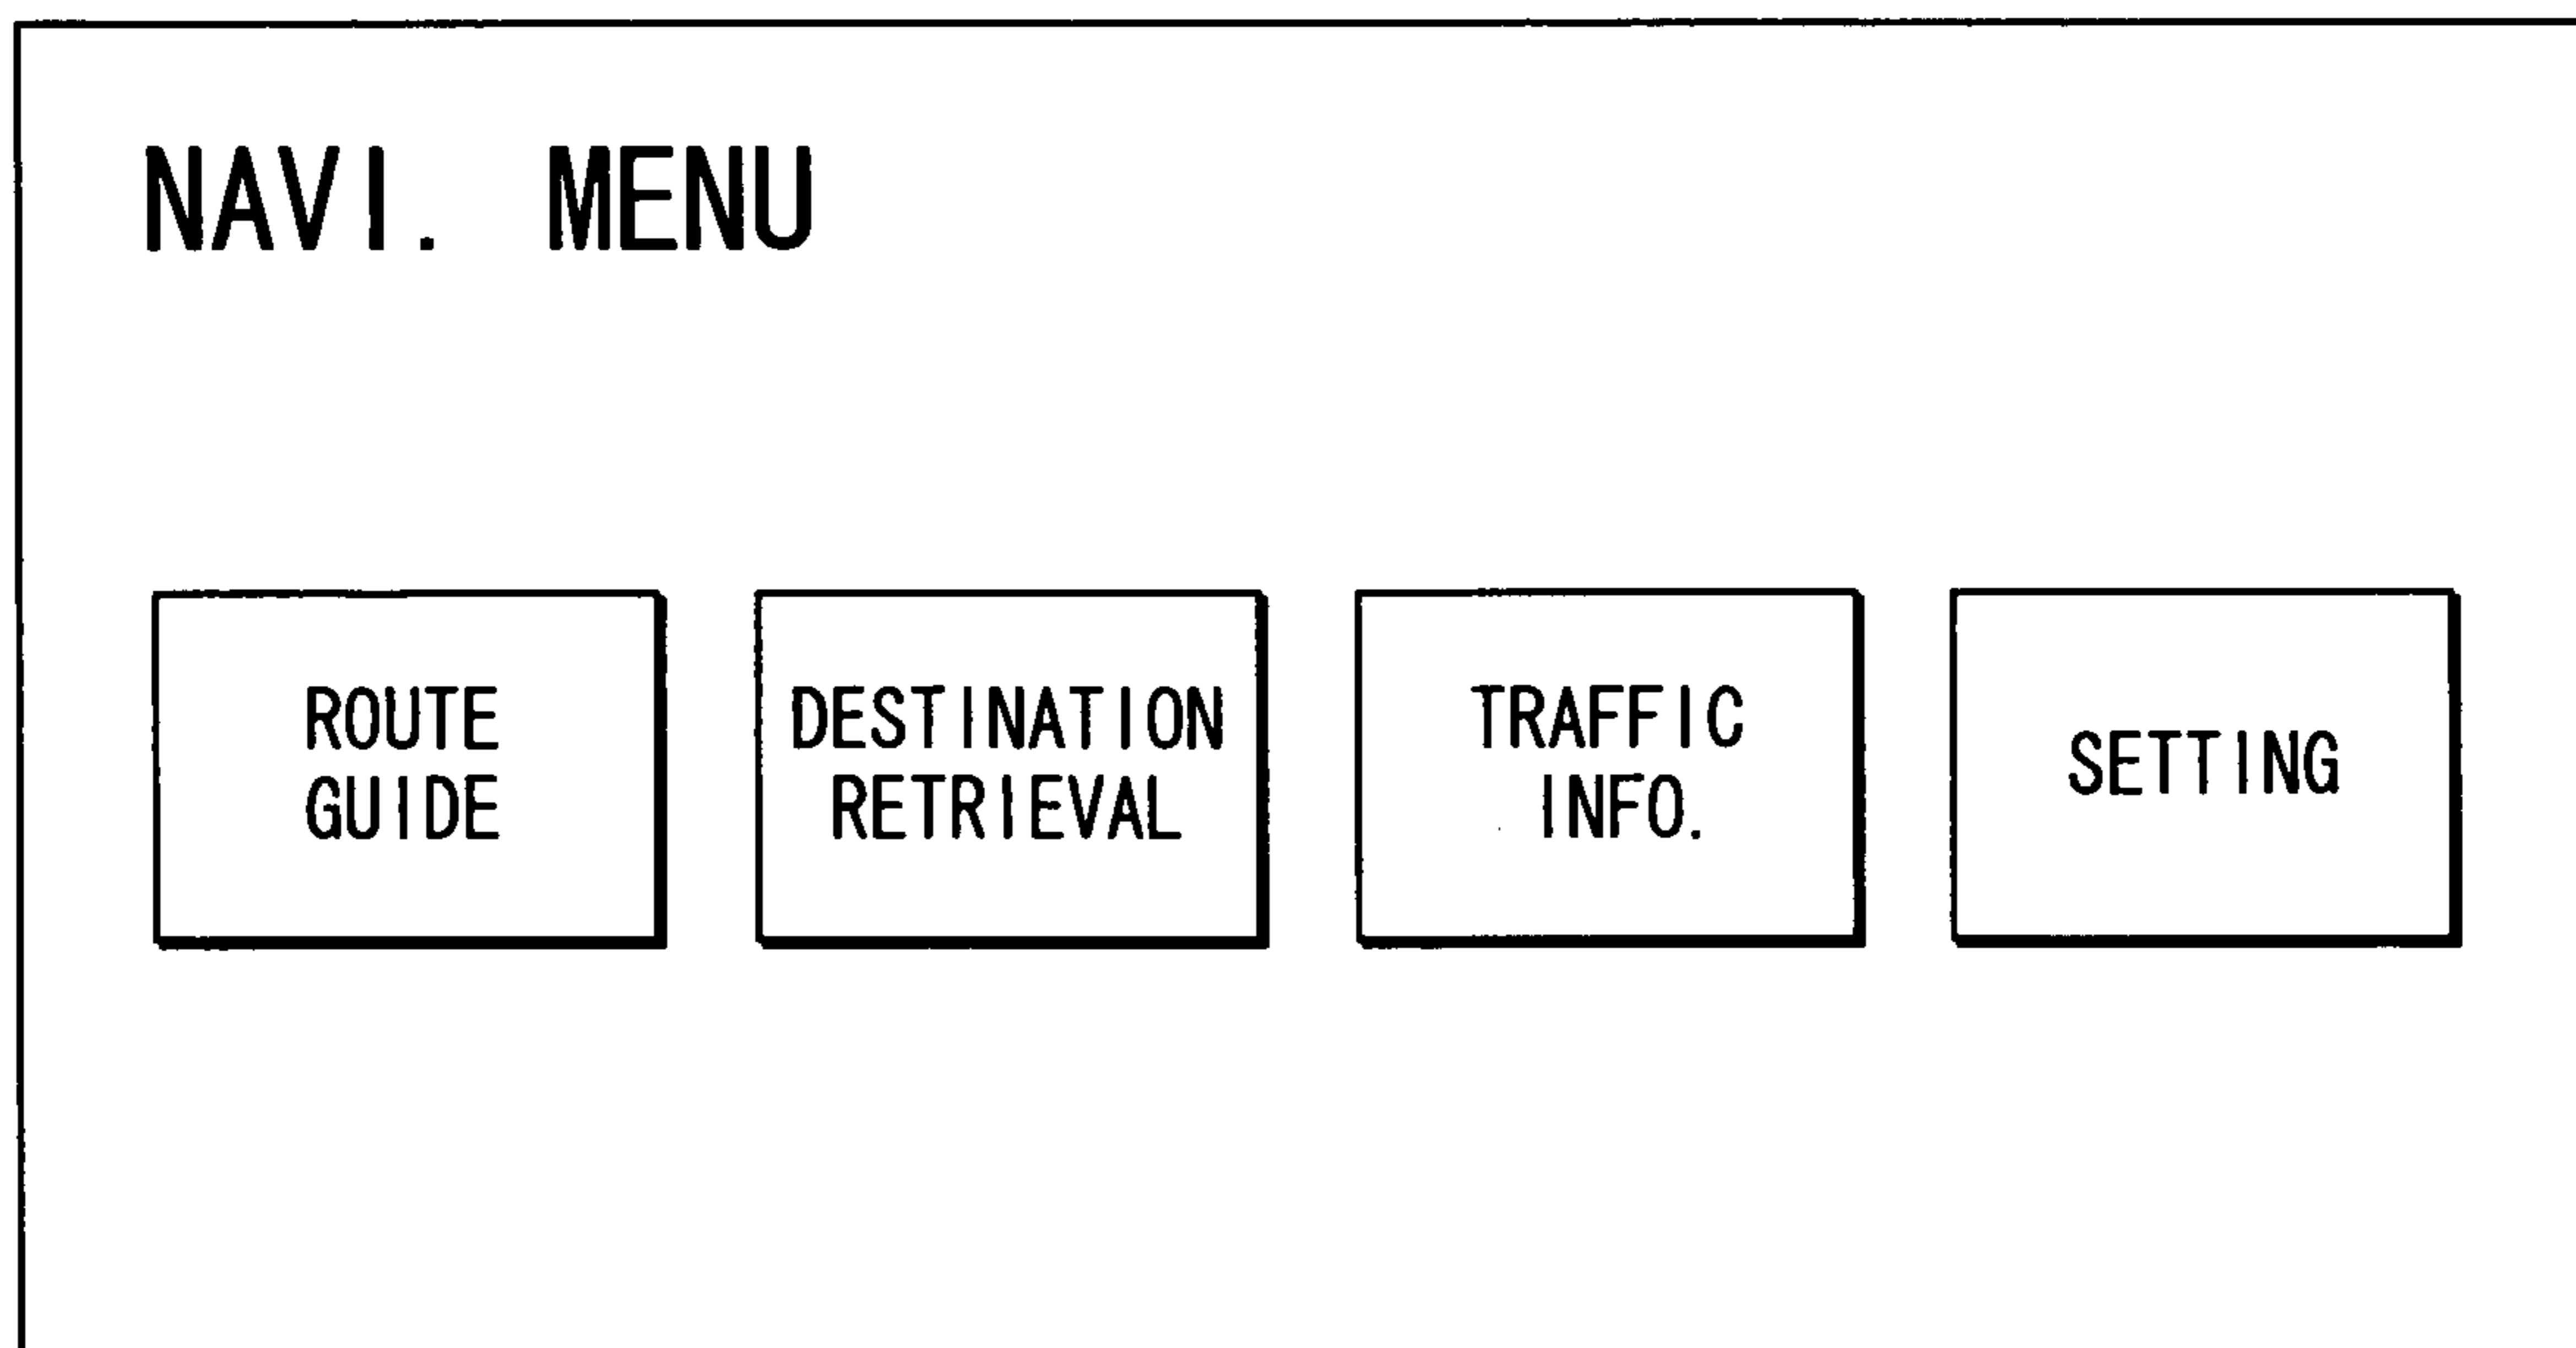 NAVI. MENU
ROUTE
GUIDE
DESTINATION
RETRIEVAL
TRAFFIC
INFO.
SETTING